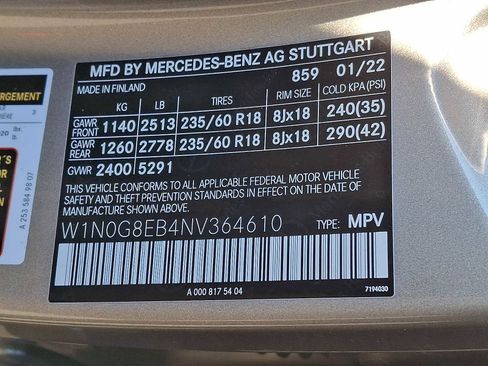 MFD BY MERCEDES-BENZ AG STUTTGART
MADE IN FINLAND 859 01/22
KG LB TIRES RIM SIZE COLD KPA(PSI)
GAWR FRONT 1140 2513 235/60 R18 8Jx18 240(35)
GAWR REAR 1260 2778 235/60 R18 8Jx18 290(42)
GVWR 2400 5291
THIS VEHICLE CONFORMS TO ALL APPLICABLE FEDERAL MOTOR VEHICLE
SAFETY AND THEFT PREVENTION STANDARDS IN EFFECT ON THE DATE OF
MANUFACTURE SHOWN ABOVE.
W1N0G8EB4NV364610 TYPE: MPV
A 000 817 54 04
7194030
A 253 584 98 07